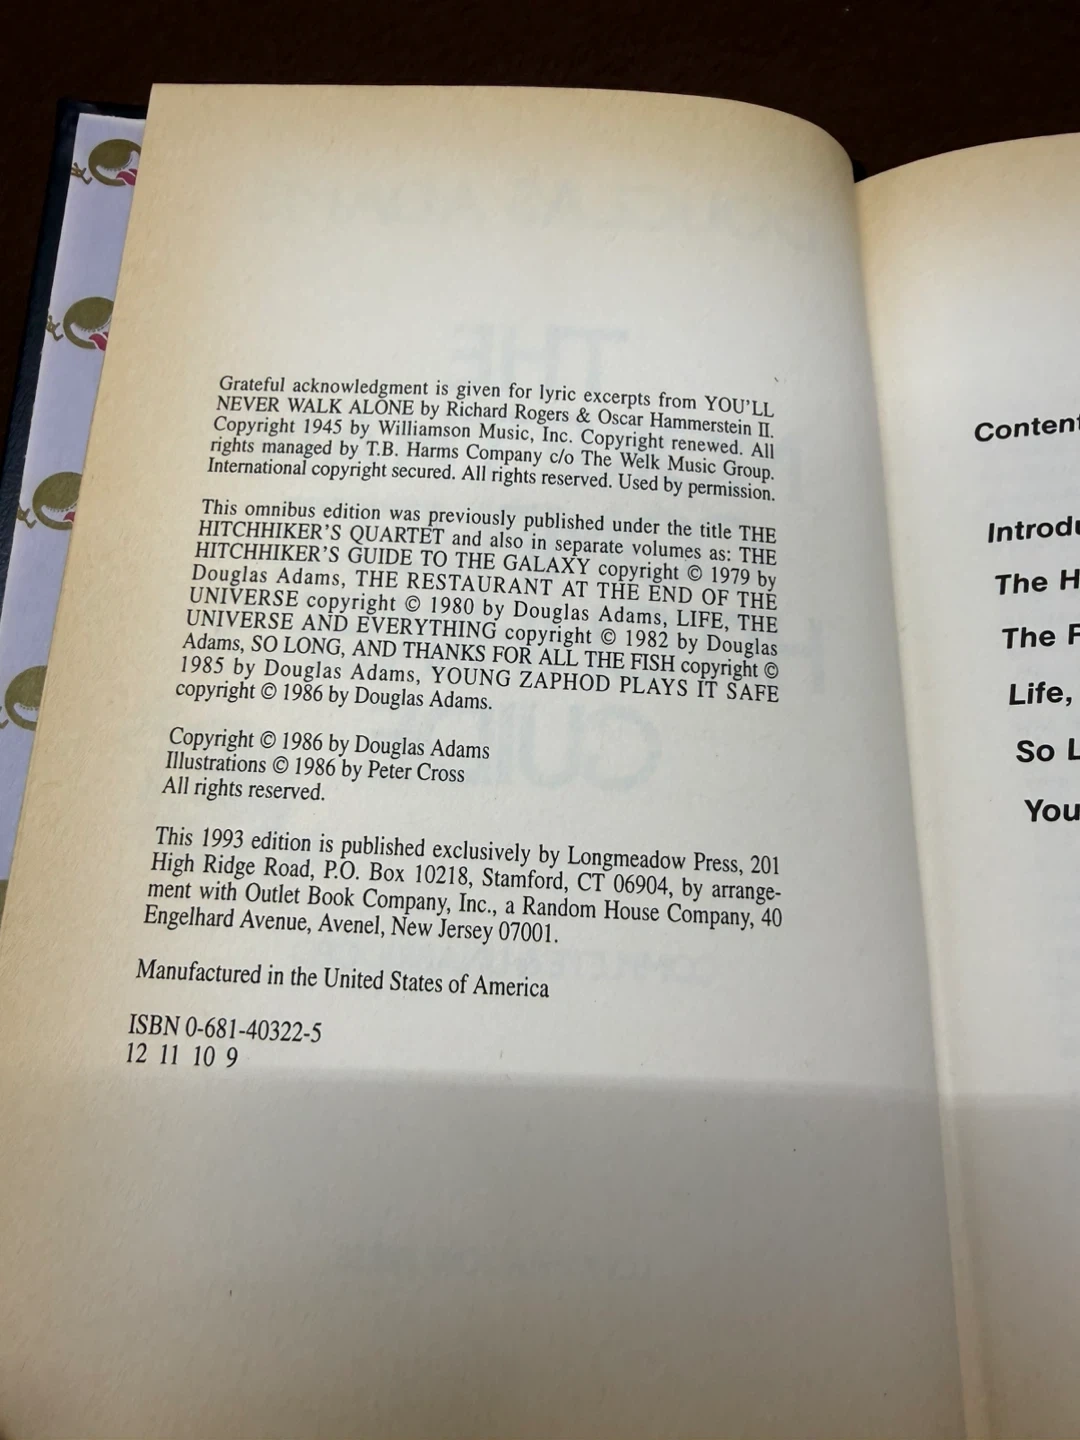 Grateful acknowledgment is given for lyric excerpts from YOU'LL
NEVER WALK ALONE by Richard Rogers & Oscar Hammerstein II.
Copyright 1945 by Williamson Music, Inc. Copyright renewed. All
rights managed by T.B. Harms Company c/o The Welk Music Group.
International copyright secured. All rights reserved. Used by permission.
This omnibus edition was previously published under the title THE
HITCHHIKER'S QUARTET and also in separate volumes as: THE
HITCHHIKER'S GUIDE TO THE GALAXY copyright © 1979 by
Douglas Adams, THE RESTAURANT AT THE END OF THE
UNIVERSE copyright © 1980 by Douglas Adams, LIFE, THE
UNIVERSE AND EVERYTHING copyright © 1982 by Douglas
Adams, SO LONG, AND THANKS FOR ALL THE FISH copyright ©
1985 by Douglas Adams, YOUNG ZAPHOD PLAYS IT SAFE
copyright © 1986 by Douglas Adams.
Copyright © 1986 by Douglas Adams
Illustrations © 1986 by Peter Cross
All rights reserved.
This 1993 edition is published exclusively by Longmeadow Press, 201
High Ridge Road, P.O. Box 10218, Stamford, CT 06904, by arrange-
ment with Outlet Book Company, Inc., a Random House Company, 40
Engelhard Avenue, Avenel, New Jersey 07001.
Manufactured in the United States of America
ISBN 0-681-40322-5
12 11 10 9
Content
Introdu
The H
The
Life,
So L
You